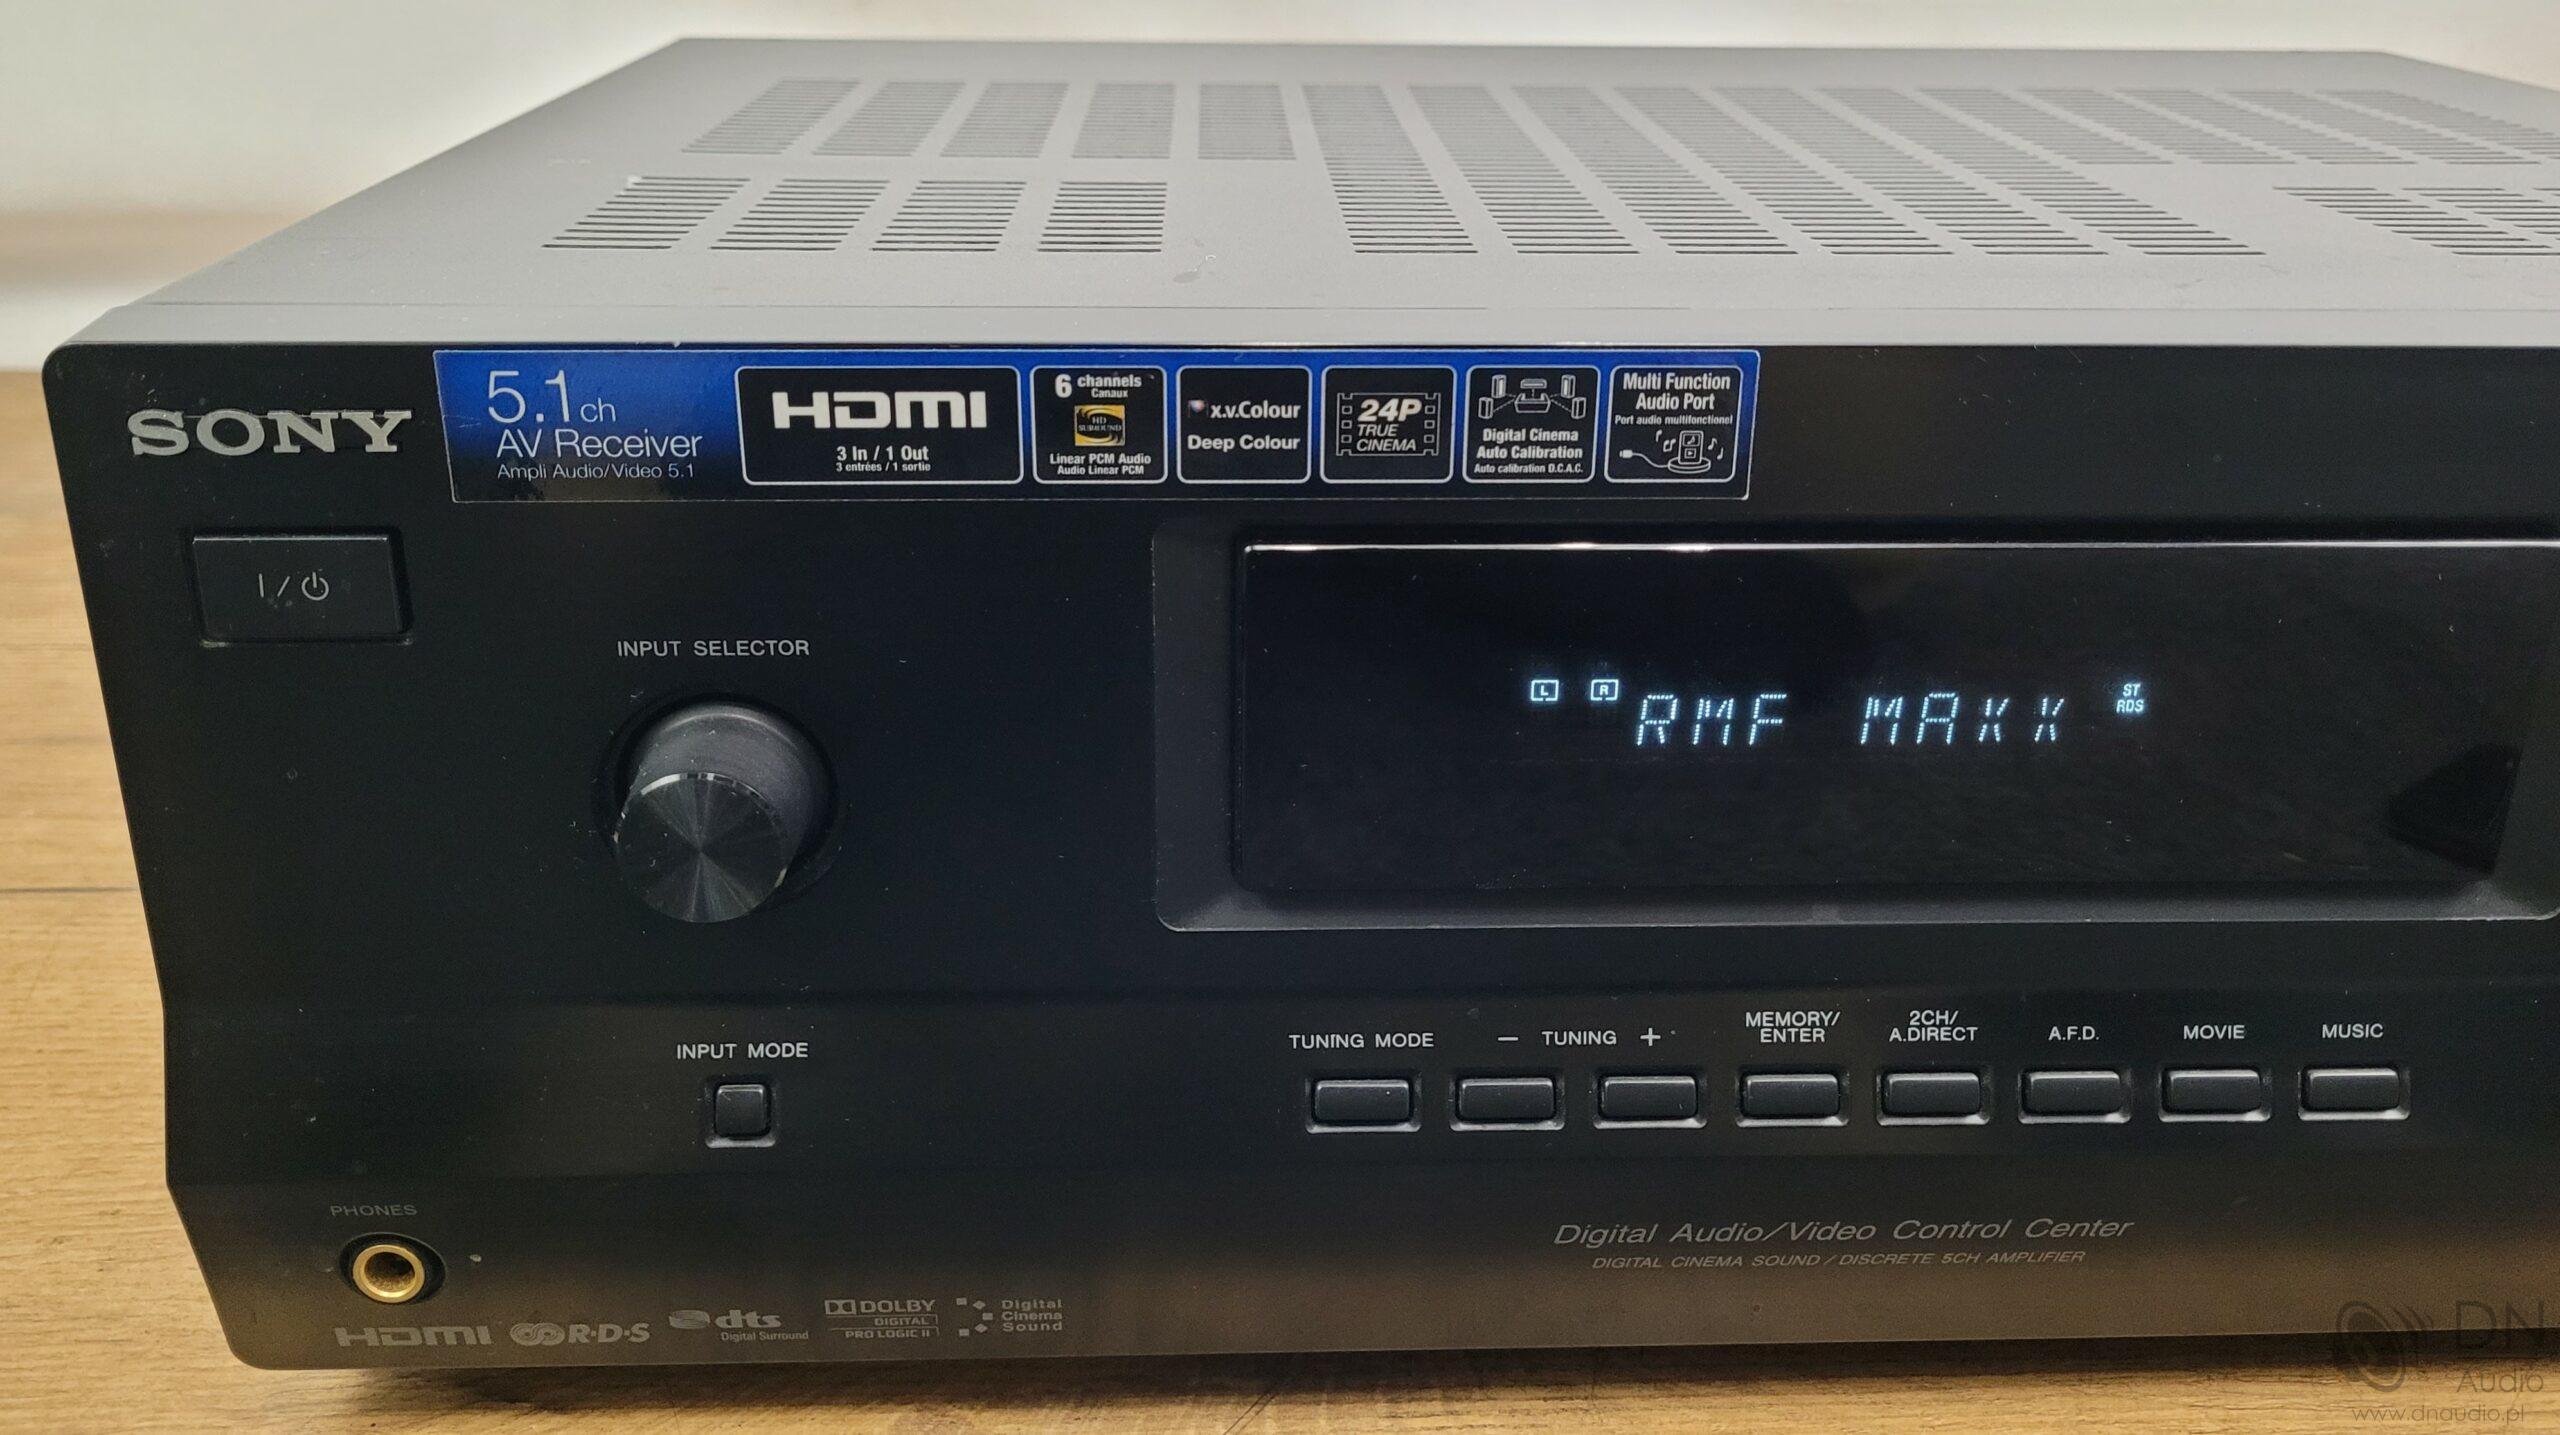 SONY
5.1ch
AV Receiver
Ampli Audio/Video 5.1
HDMI
3 In / 1 Out
3 entrées / 1 sortie
6 channels
Canaux
HD
SURROUND
Linear PCM Audio
Audio Linear PCM
x.v.Colour
Deep Colour
24P
TRUE
CINEMA
Digital Cinema
Auto Calibration
Auto calibration D.C.A.C.
Multi Function
Audio Port
Port audio multifonctionel
I/⏻
INPUT SELECTOR
L R RMF MAXX ST
RDS
INPUT MODE
TUNING MODE
− TUNING +
MEMORY/
ENTER
2CH/
A.DIRECT
A.F.D.
MOVIE
MUSIC
PHONES
Digital Audio/Video Control Center
DIGITAL CINEMA SOUND / DISCRETE 5CH AMPLIFIER
HDMI
R·D·S
dts
Digital Surround
DOLBY
DIGITAL
PRO LOGIC II
Digital
Cinema
Sound
DN
Audio
www.dnaudio.pl